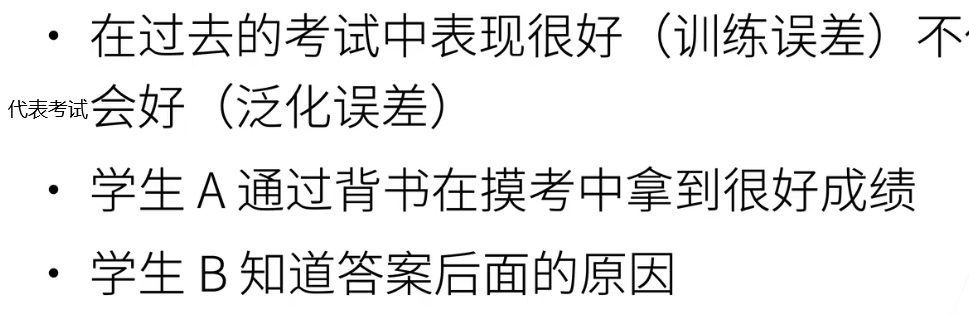 • 在过去的考试中表现很好（训练误差）不
代表考试会好（泛化误差）
• 学生 A 通过背书在摸考中拿到很好成绩
• 学生 B 知道答案后面的原因